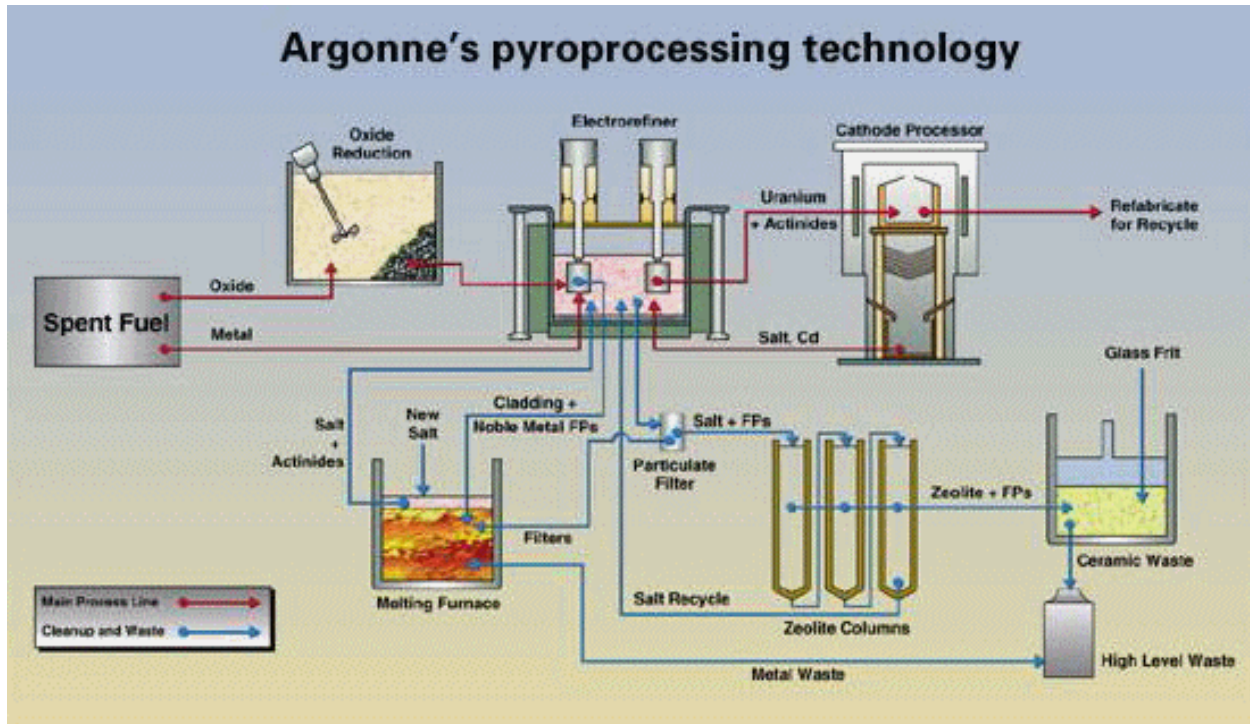 Argonne's pyroprocessing technology
Electrorefiner
Oxide
Reduction
Cathode Processor
Uranium
+ Actinides
Refabricate
for Recycle
Spent Fuel
Oxide
Metal
Salt, Cd
Glass Frit
Salt
+
Actinides
New
Salt
Cladding +
Noble Metal FPs
Salt + FPs
Particulate
Filter
Zeolite + FPs
Filters
Ceramic Waste
Melting Furnace
Salt Recycle
Zeolite Columns
Main Process Line
Cleanup and Waste
Metal Waste
High Level Waste